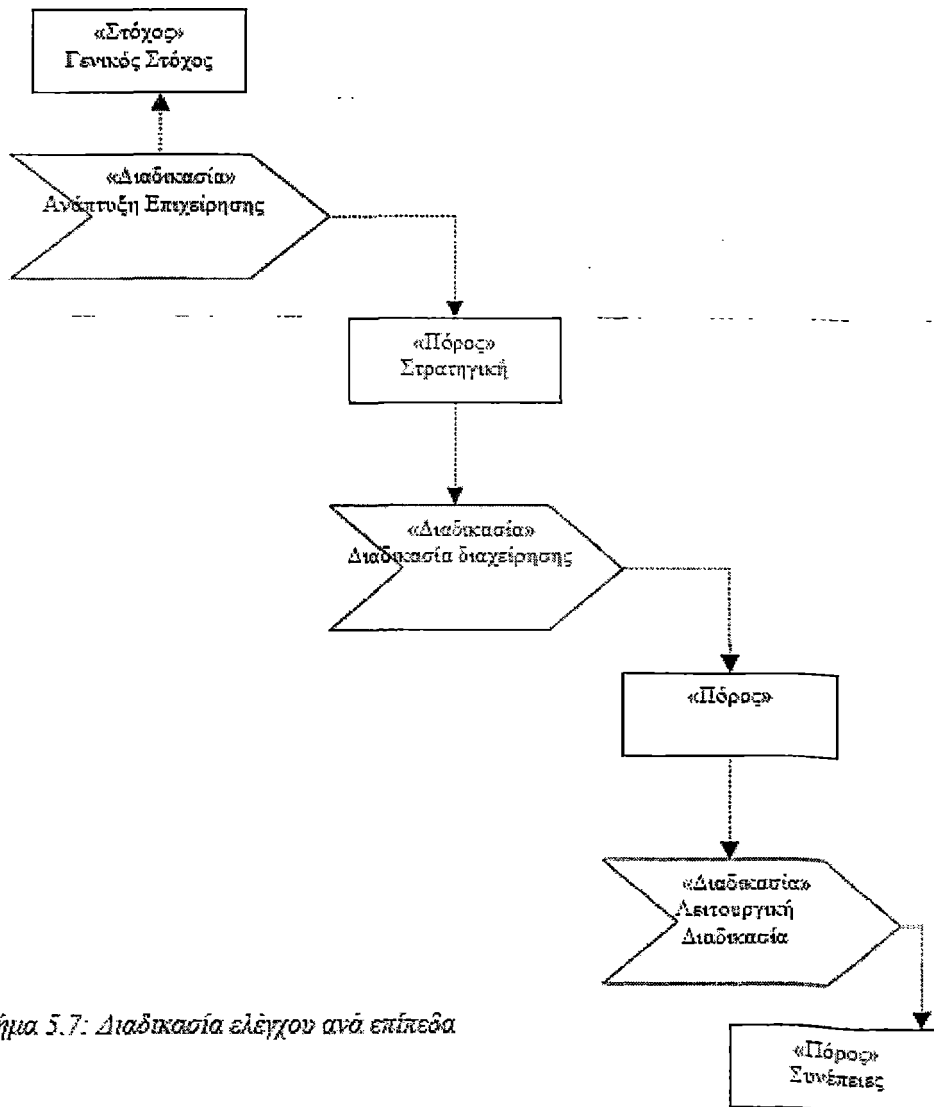 «Στόχος»
Γενικός Στόχος
«Διαδικασία»
Ανάπτυξη Επιχείρησης
«Πόρος»
Στρατηγική
«Διαδικασία»
Διαδικασία διαχείρησης
«Πόρος»
«Διαδικασία»
Λειτουργική
Διαδικασία
ήμα 5.7: Διαδικασία ελέγχου ανά επίπεδα
«Πόρος»
Συνέπειες